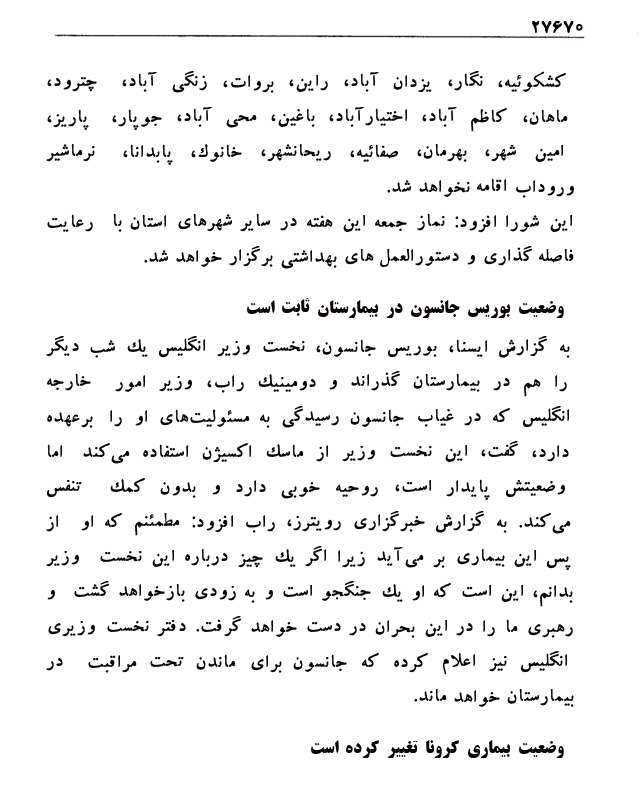 ۲۷۶۷۰
کشکوئیه، نگار، یزدان آباد، راین، بروات، زنگی آباد، چترود،
ماهان، کاظم آباد، اختیارآباد، باغین، محی آباد، جوپار، پاریز،
امین شهر، بهرمان، صفائیه، ریحانشهر، خانوك، پابدانا، نرماشیر
وروداب اقامه نخواهد شد.
این شورا افزود: نماز جمعه این هفته در سایر شهرهای استان با رعایت
فاصله گذاری و دستورالعمل های بهداشتی برگزار خواهد شد.
وضعیت بوریس جانسون در بیمارستان ثابت است
به گزارش ایسنا، بوریس جانسون، نخست وزیر انگلیس یك شب دیگر
را هم در بیمارستان گذراند و دومینیك راب، وزیر امور خارجه
انگلیس که در غیاب جانسون رسیدگی به مسئولیت‌های او را برعهده
دارد، گفت، این نخست وزیر از ماسك اکسیژن استفاده می‌کند اما
وضعیتش پایدار است، روحیه خوبی دارد و بدون کمك تنفس
می‌کند. به گزارش خبرگزاری رویترز، راب افزود: مطمئنم که او از
پس این بیماری بر می‌آید زیرا اگر یك چیز درباره این نخست وزیر
بدانم، این است که او یك جنگجو است و به زودی بازخواهد گشت و
رهبری ما را در این بحران در دست خواهد گرفت. دفتر نخست وزیری
انگلیس نیز اعلام کرده که جانسون برای ماندن تحت مراقبت در
بیمارستان خواهد ماند.
وضعیت بیماری کرونا تغییر کرده است